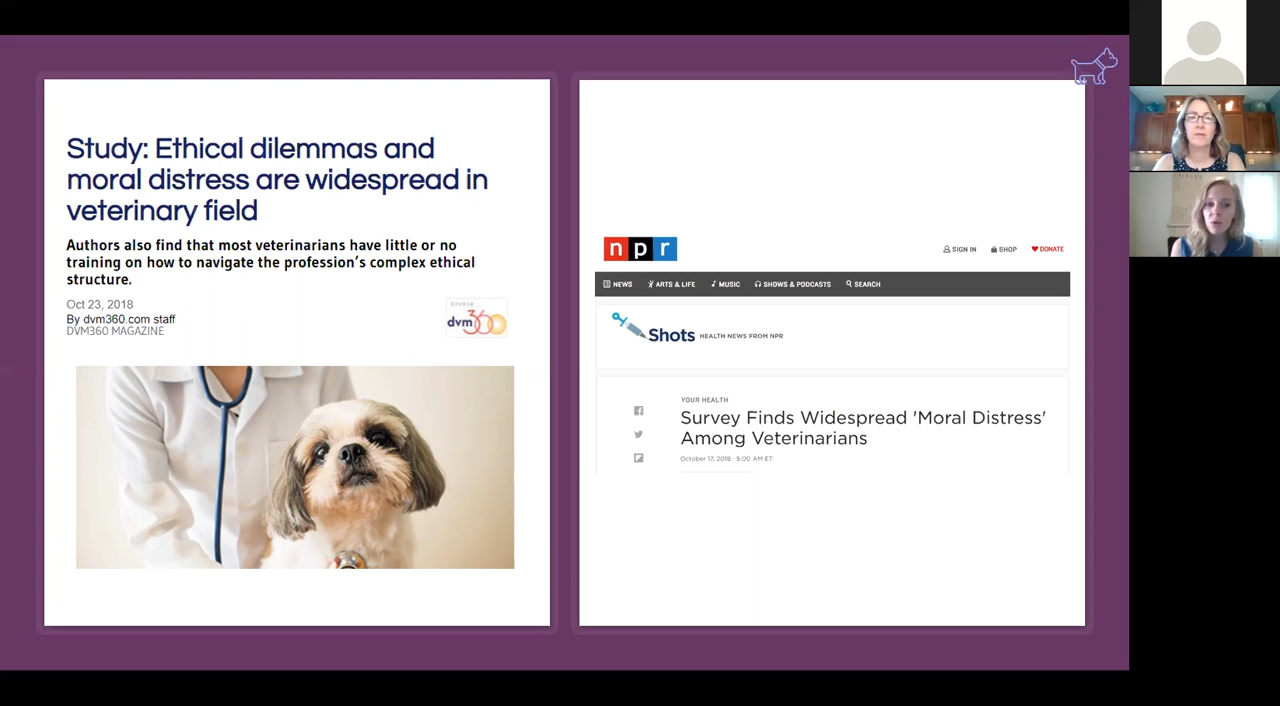 Study: Ethical dilemmas and
moral distress are widespread in
veterinary field
Authors also find that most veterinarians have little or no
training on how to navigate the profession's complex ethical
structure.
Oct 23, 2018
By dvm360.com staff
DVM360 MAGAZINE
dvm360
npr
SIGN IN SHOP DONATE
NEWS ARTS & LIFE MUSIC SHOWS & PODCASTS SEARCH
Shots HEALTH NEWS FROM NPR
YOUR HEALTH
Survey Finds Widespread 'Moral Distress'
Among Veterinarians
October 17, 2018 · 5:00 AM ET